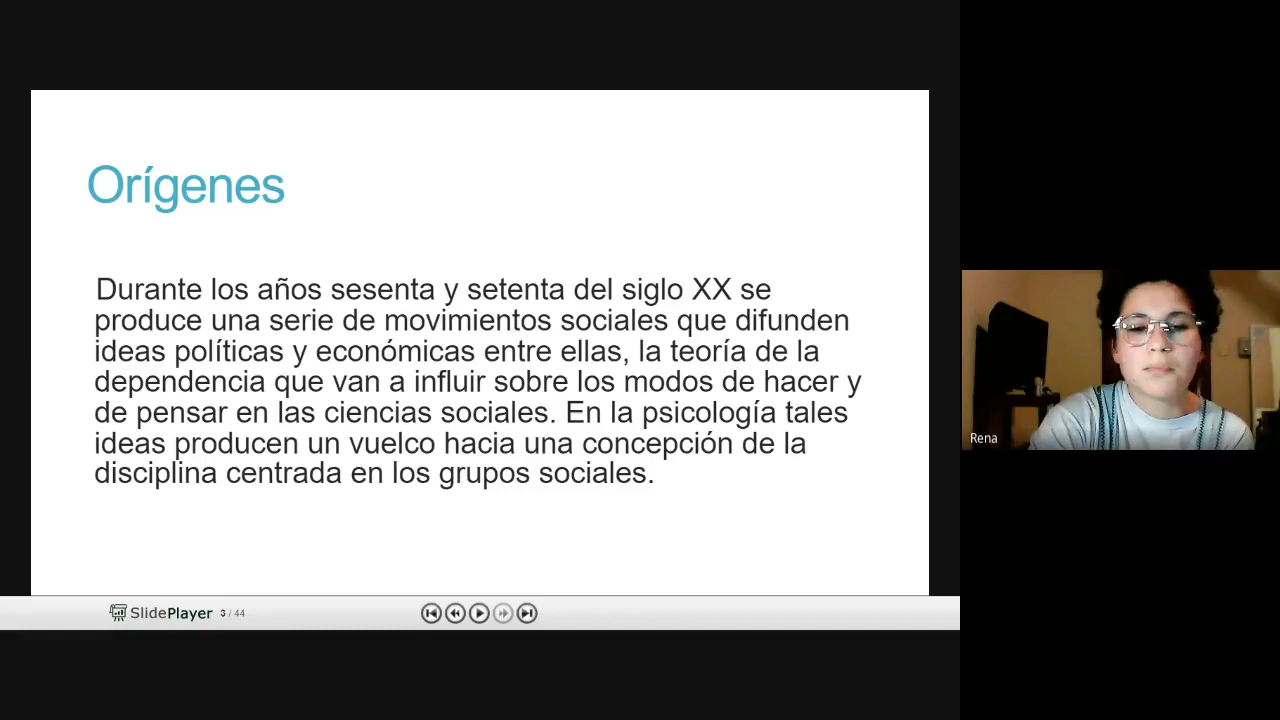 Orígenes
Durante los años sesenta y setenta del siglo XX se
produce una serie de movimientos sociales que difunden
ideas políticas y económicas entre ellas, la teoría de la
dependencia que van a influir sobre los modos de hacer y
de pensar en las ciencias sociales. En la psicología tales
ideas producen un vuelco hacia una concepción de la
disciplina centrada en los grupos sociales.
SlidePlayer 3 / 44
Rena